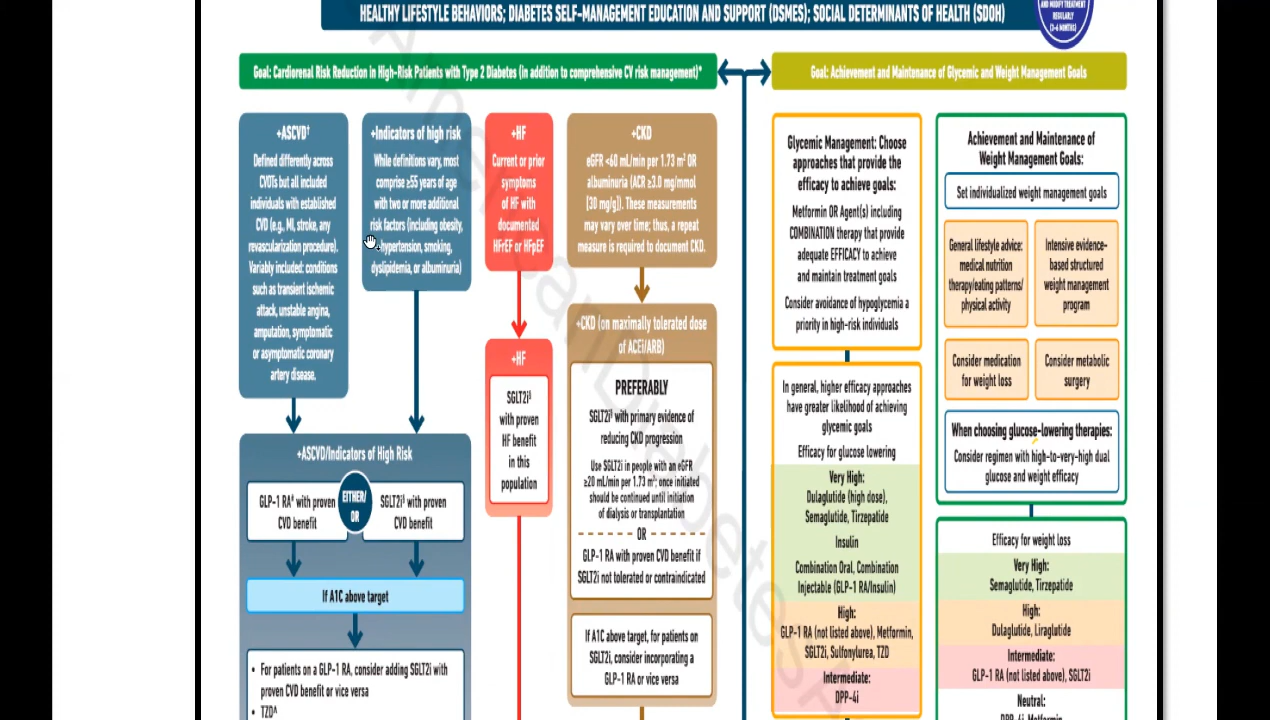 HEALTHY LIFESTYLE BEHAVIORS; DIABETES SELF-MANAGEMENT EDUCATION AND SUPPORT (DSMES); SOCIAL DETERMINANTS OF HEALTH (SDOH)
AND MODIFY TREATMENT
REGULARLY
(3-6 MONTHS)
Goal: Cardiorenal Risk Reduction in High-Risk Patients with Type 2 Diabetes (in addition to comprehensive CV risk management)*
Goal: Achievement and Maintenance of Glycemic and Weight Management Goals
+ASCVD†
Defined differently across
CVOTs but all included
individuals with established
CVD (e.g., MI, stroke, any
revascularization procedure).
Variably included: conditions
such as transient ischemic
attack, unstable angina,
amputation, symptomatic
or asymptomatic coronary
artery disease.
+Indicators of high risk
While definitions vary, most
comprise ≥55 years of age
with two or more additional
risk factors (including obesity,
hypertension, smoking,
dyslipidemia, or albuminuria)
+HF
Current or prior
symptoms
of HF with
documented
HFrEF or HFpEF
+CKD
eGFR <60 mL/min per 1.73 m² OR
albuminuria (ACR ≥3.0 mg/mmol
[30 mg/g]). These measurements
may vary over time; thus, a repeat
measure is required to document CKD.
+ASCVD/Indicators of High Risk
GLP-1 RA# with proven
CVD benefit
EITHER/
OR
SGLT2i§ with proven
CVD benefit
If A1C above target
• For patients on a GLP-1 RA, consider adding SGLT2i with
proven CVD benefit or vice versa
• TZD^
+HF
SGLT2i§
with proven
HF benefit
in this
population
+CKD (on maximally tolerated dose
of ACEi/ARB)
PREFERABLY
SGLT2i§ with primary evidence of
reducing CKD progression
Use SGLT2i in people with an eGFR
≥20 mL/min per 1.73 m²; once initiated
should be continued until initiation
of dialysis or transplantation
OR
GLP-1 RA with proven CVD benefit if
SGLT2i not tolerated or contraindicated
If A1C above target, for patients on
SGLT2i, consider incorporating a
GLP-1 RA or vice versa
Glycemic Management: Choose
approaches that provide the
efficacy to achieve goals:
Metformin OR Agent(s) including
COMBINATION therapy that provide
adequate EFFICACY to achieve
and maintain treatment goals
Consider avoidance of hypoglycemia a
priority in high-risk individuals
In general, higher efficacy approaches
have greater likelihood of achieving
glycemic goals
Efficacy for glucose lowering
Very High:
Dulaglutide (high dose),
Semaglutide, Tirzepatide
Insulin
Combination Oral, Combination
Injectable (GLP-1 RA/Insulin)
High:
GLP-1 RA (not listed above), Metformin,
SGLT2i, Sulfonylurea, TZD
Intermediate:
DPP-4i
Achievement and Maintenance of
Weight Management Goals:
Set individualized weight management goals
General lifestyle advice:
medical nutrition
therapy/eating patterns/
physical activity
Intensive evidence-
based structured
weight management
program
Consider medication
for weight loss
Consider metabolic
surgery
When choosing glucose-lowering therapies:
Consider regimen with high-to-very-high dual
glucose and weight efficacy
Efficacy for weight loss
Very High:
Semaglutide, Tirzepatide
High:
Dulaglutide, Liraglutide
Intermediate:
GLP-1 RA (not listed above), SGLT2i
Neutral:
DPP-4i, Metformin
American Diabetes